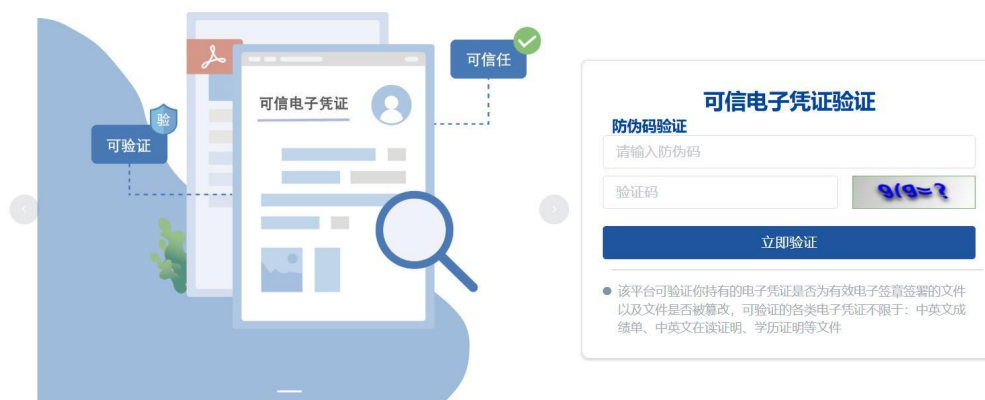 可信任
可信电子凭证
验
可验证
可信电子凭证验证
防伪码验证
请输入防伪码
验证码
9(9=?
立即验证
该平台可验证你持有的电子凭证是否为有效电子签章签署的文件
以及文件是否被篡改，可验证的各类电子凭证不限于：中英文成
绩单、中英文在读证明、学历证明等文件